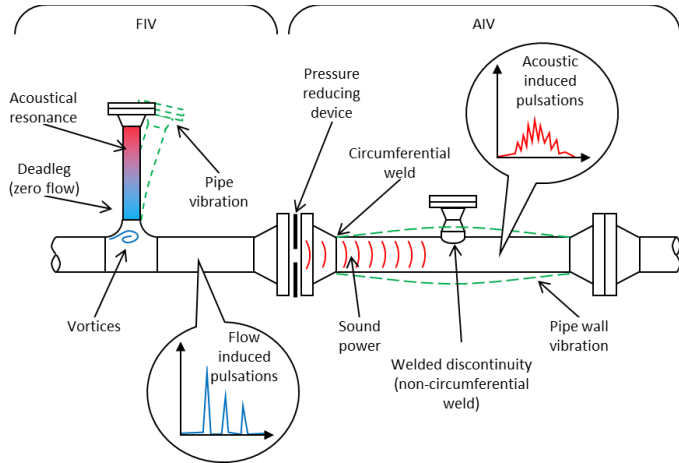 FIV
AIV
Acoustical
resonance
Deadleg
(zero flow)
Pipe
vibration
Vortices
Flow
induced
pulsations
Pressure
reducing
device
Circumferential
weld
Acoustic
induced
pulsations
Sound
power
Welded discontinuity
(non-circumferential
weld)
Pipe wall
vibration